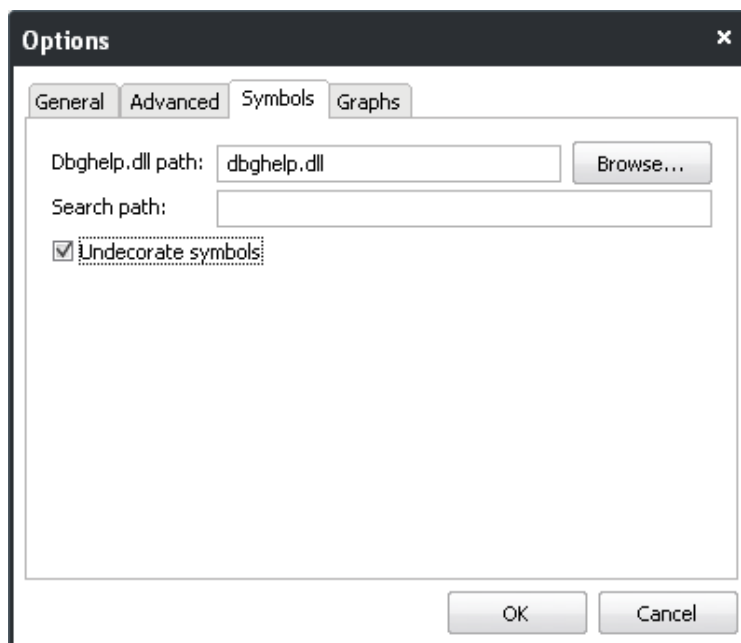 Options
General Advanced Symbols Graphs
Dbghelp.dll path: dbghelp.dll Browse...
Search path:
Undecorate symbols
OK Cancel